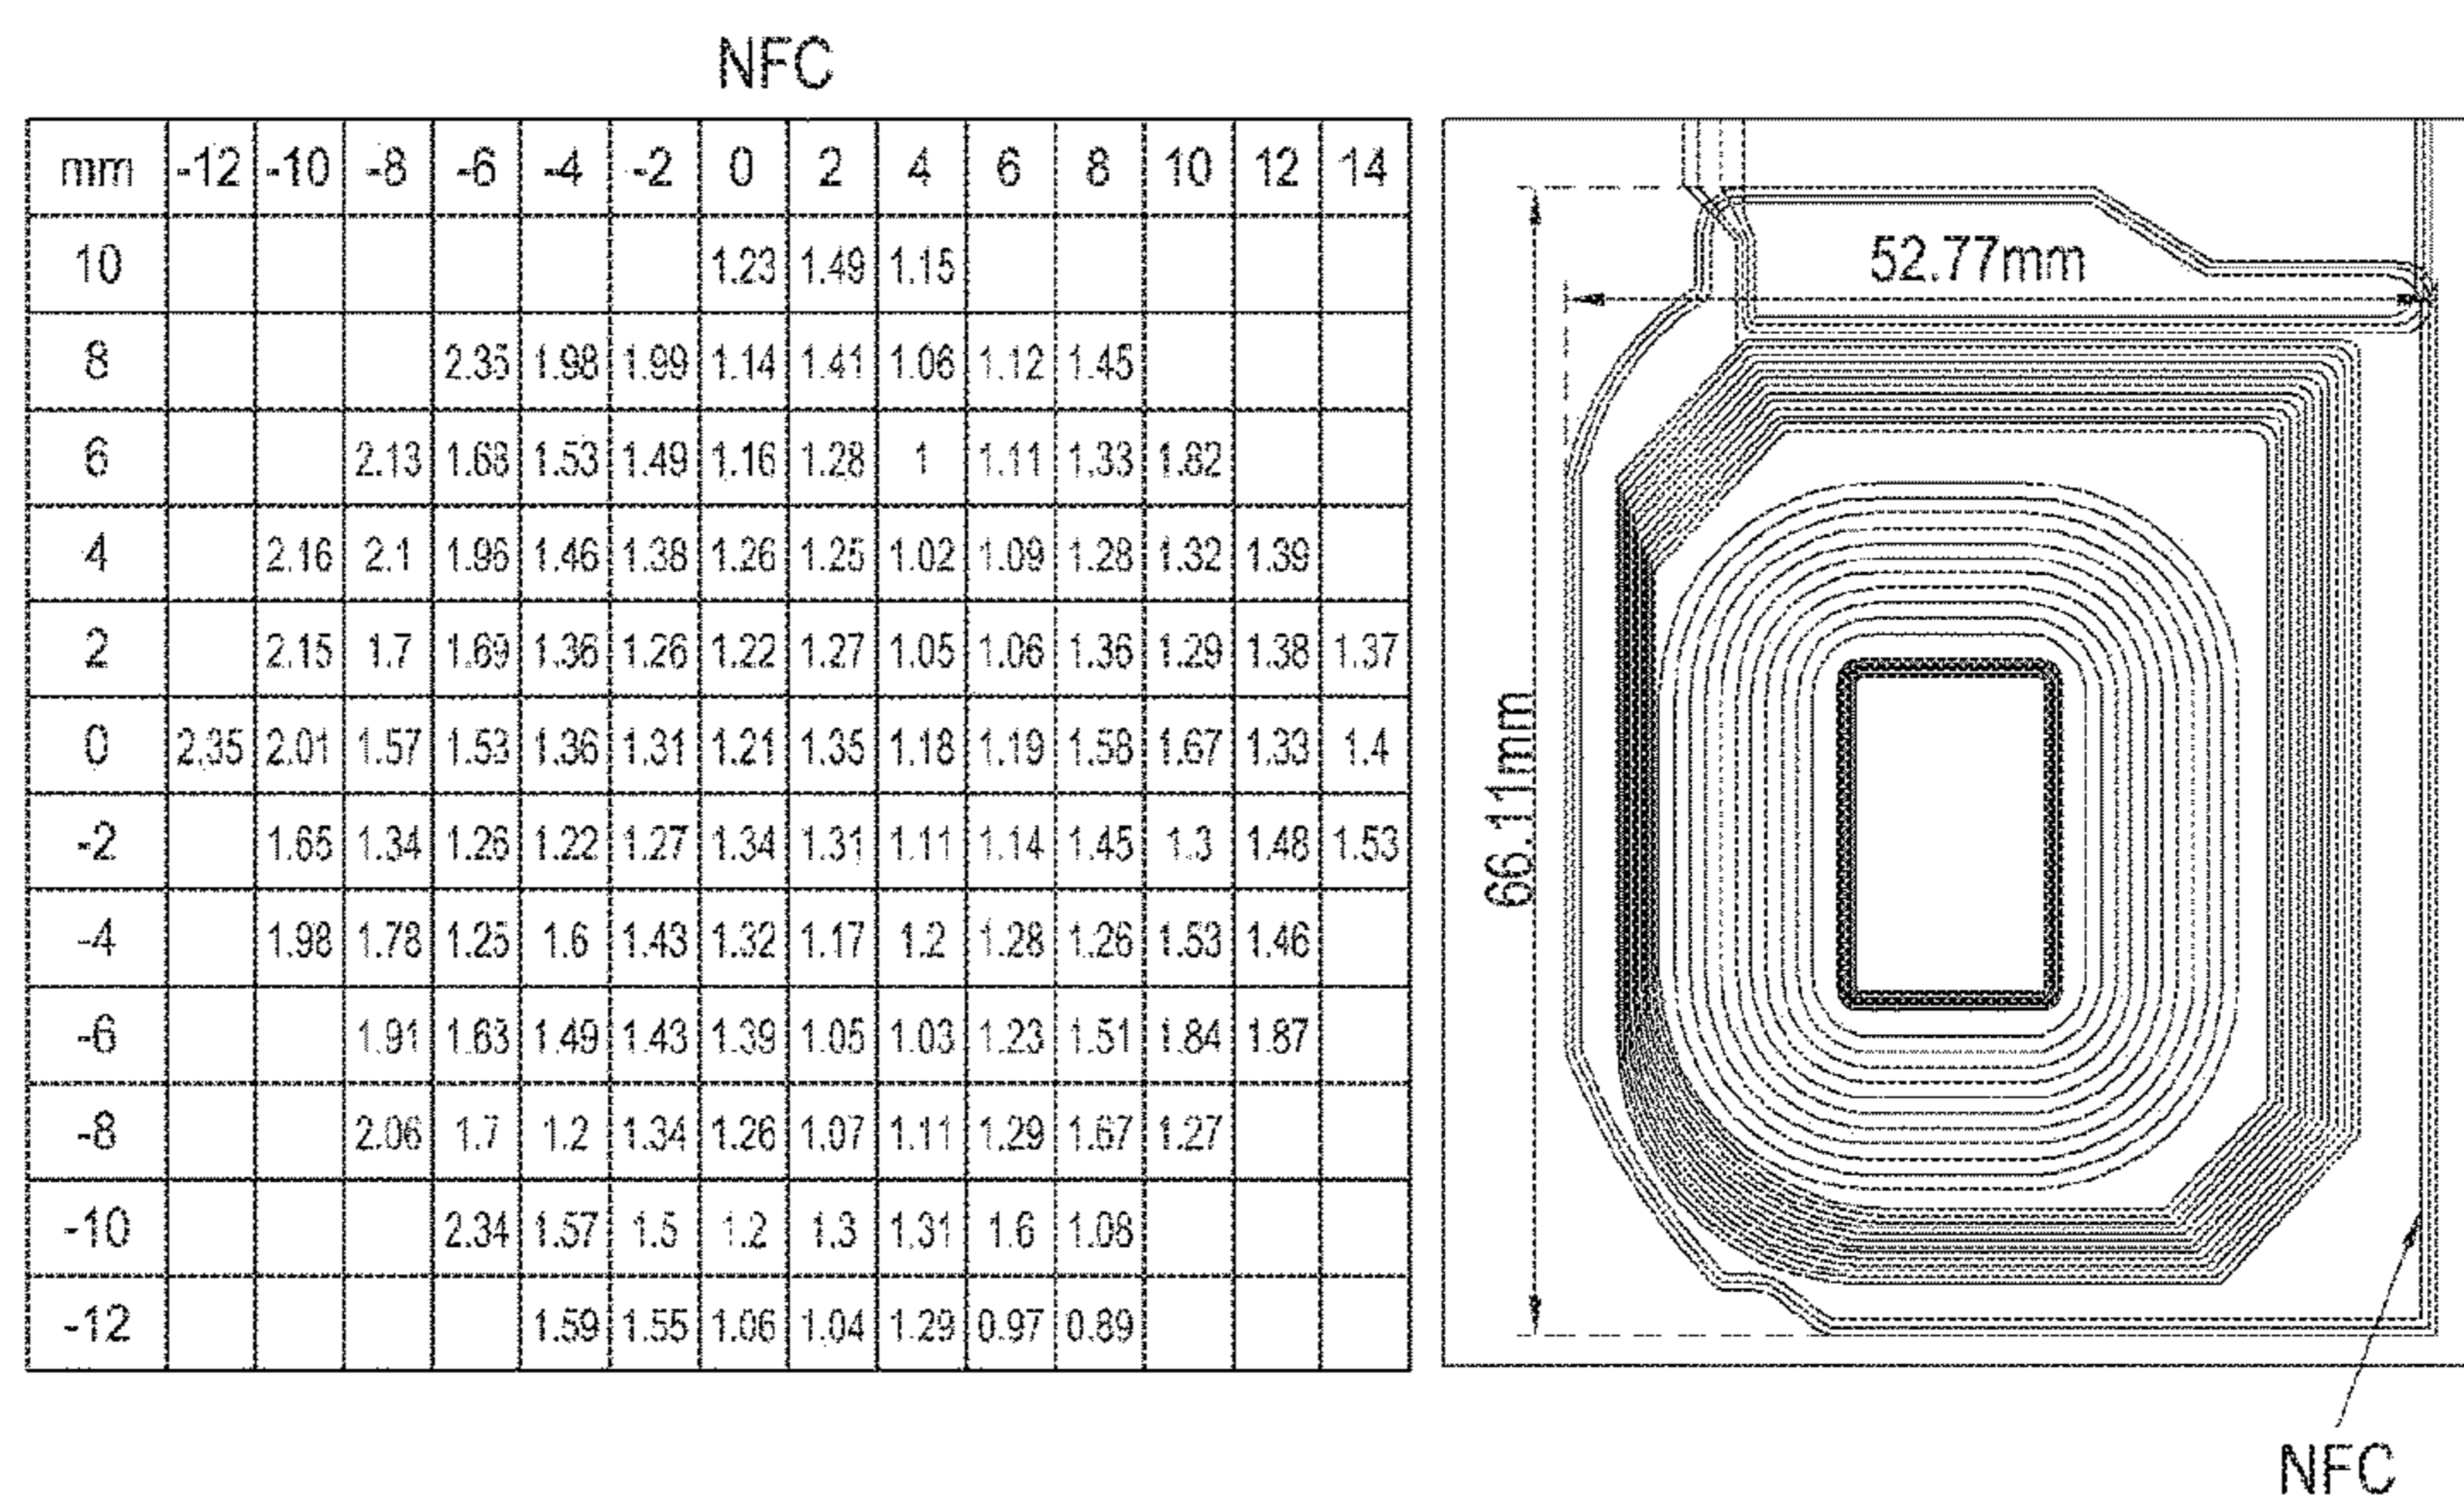 NFC
mm -12 -10 -8 -6 -4 -2 0 2 4 6 8 10 12 14
10 1.23 1.49 1.15
8 2.35 1.98 1.99 1.14 1.41 1.06 1.12 1.45
6 2.13 1.68 1.53 1.49 1.16 1.28 1 1.11 1.33 1.82
4 2.16 2.1 1.96 1.46 1.38 1.26 1.25 1.02 1.09 1.28 1.32 1.39
2 2.15 1.7 1.69 1.36 1.26 1.22 1.27 1.05 1.06 1.36 1.29 1.38 1.37
0 2.35 2.01 1.57 1.53 1.36 1.31 1.21 1.35 1.18 1.19 1.58 1.67 1.33 1.4
-2 1.65 1.34 1.26 1.22 1.27 1.34 1.31 1.11 1.14 1.45 1.3 1.48 1.53
-4 1.98 1.78 1.25 1.6 1.43 1.32 1.17 1.2 1.28 1.26 1.53 1.46
-6 1.91 1.63 1.49 1.43 1.39 1.05 1.03 1.23 1.51 1.84 1.87
-8 2.06 1.7 1.2 1.34 1.26 1.07 1.11 1.29 1.67 1.27
-10 2.34 1.57 1.5 1.2 1.3 1.31 1.6 1.08
-12 1.59 1.55 1.06 1.04 1.29 0.97 0.89
52.77mm
66.11mm
NFC